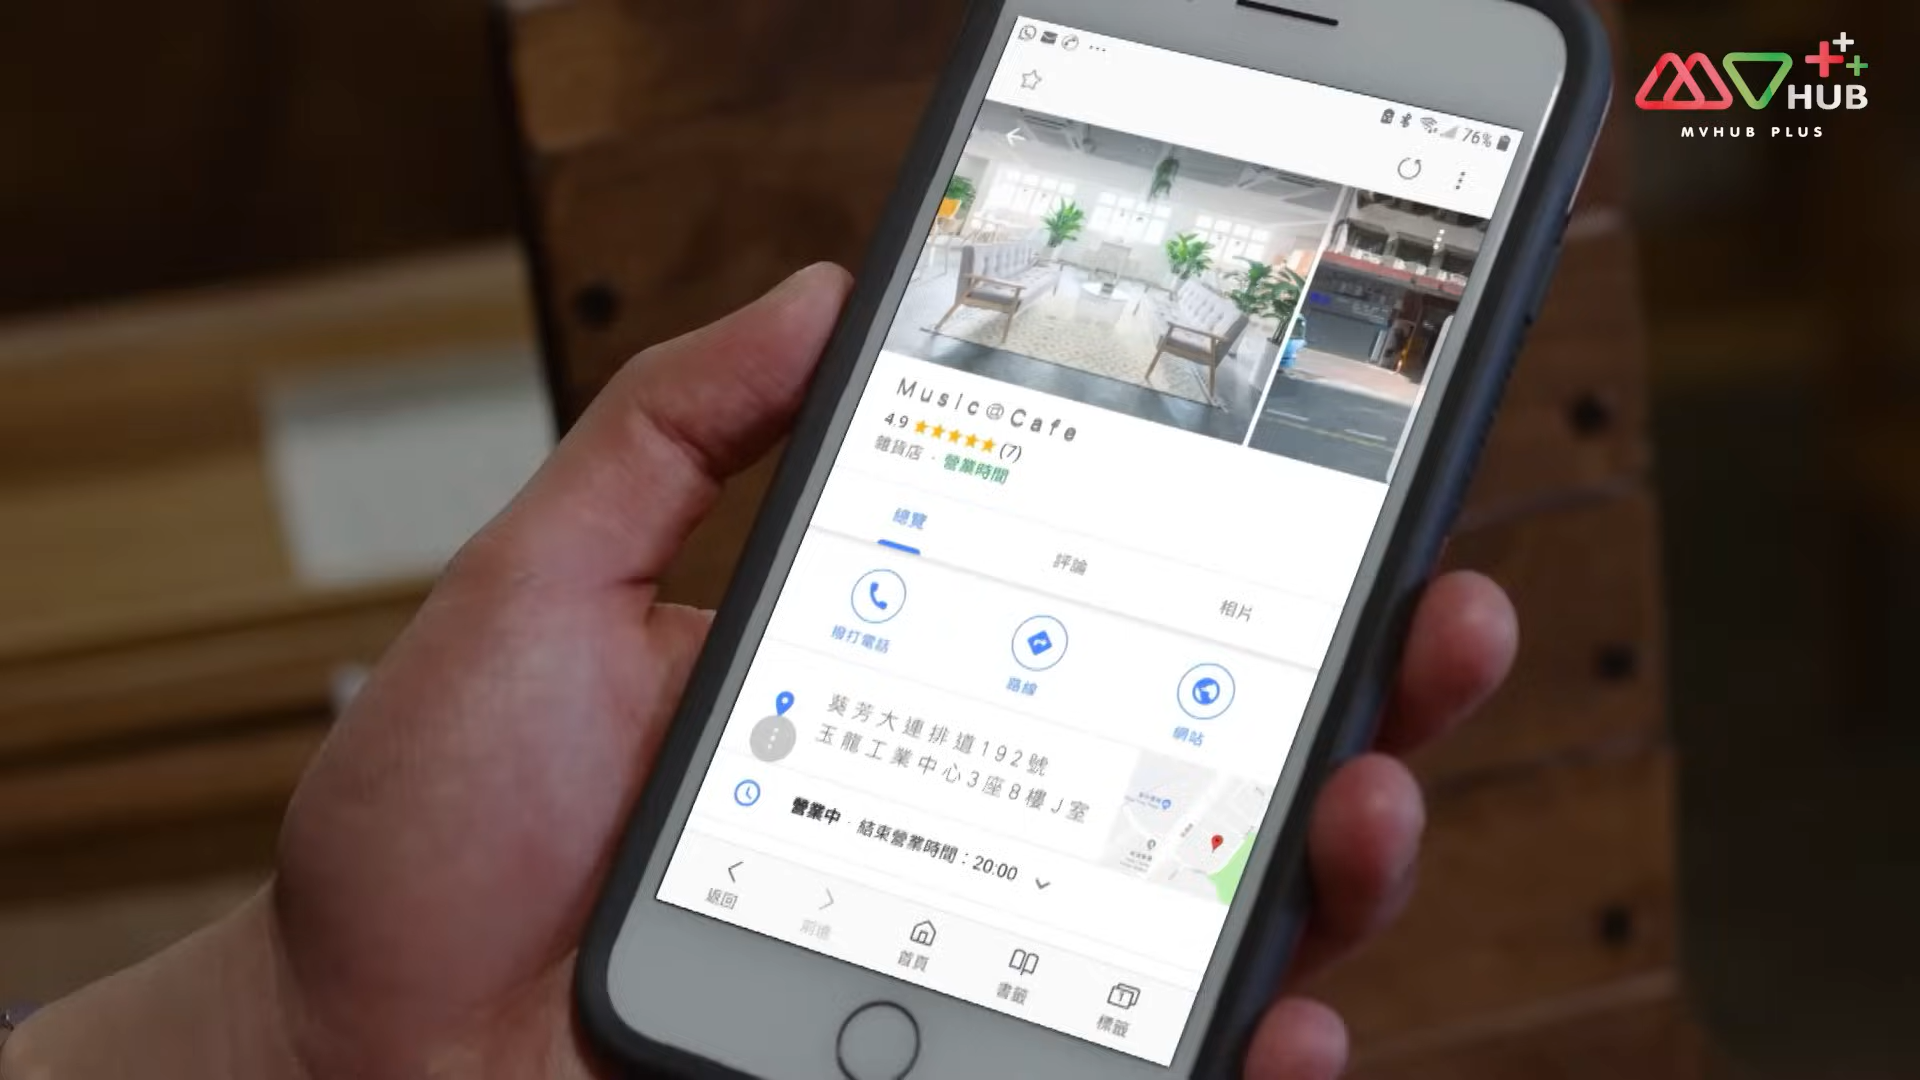 MV HUB
MVHUB PLUS
76%
Music@Cafe
4.9 (7)
雜貨店 · 營業時間
總覽
評論
相片
撥打電話
路線
網站
葵芳大連排道192號
玉龍工業中心3座8樓J室
營業中 · 結束營業時間：20:00
返回
前進
首頁
書籤
1
標籤